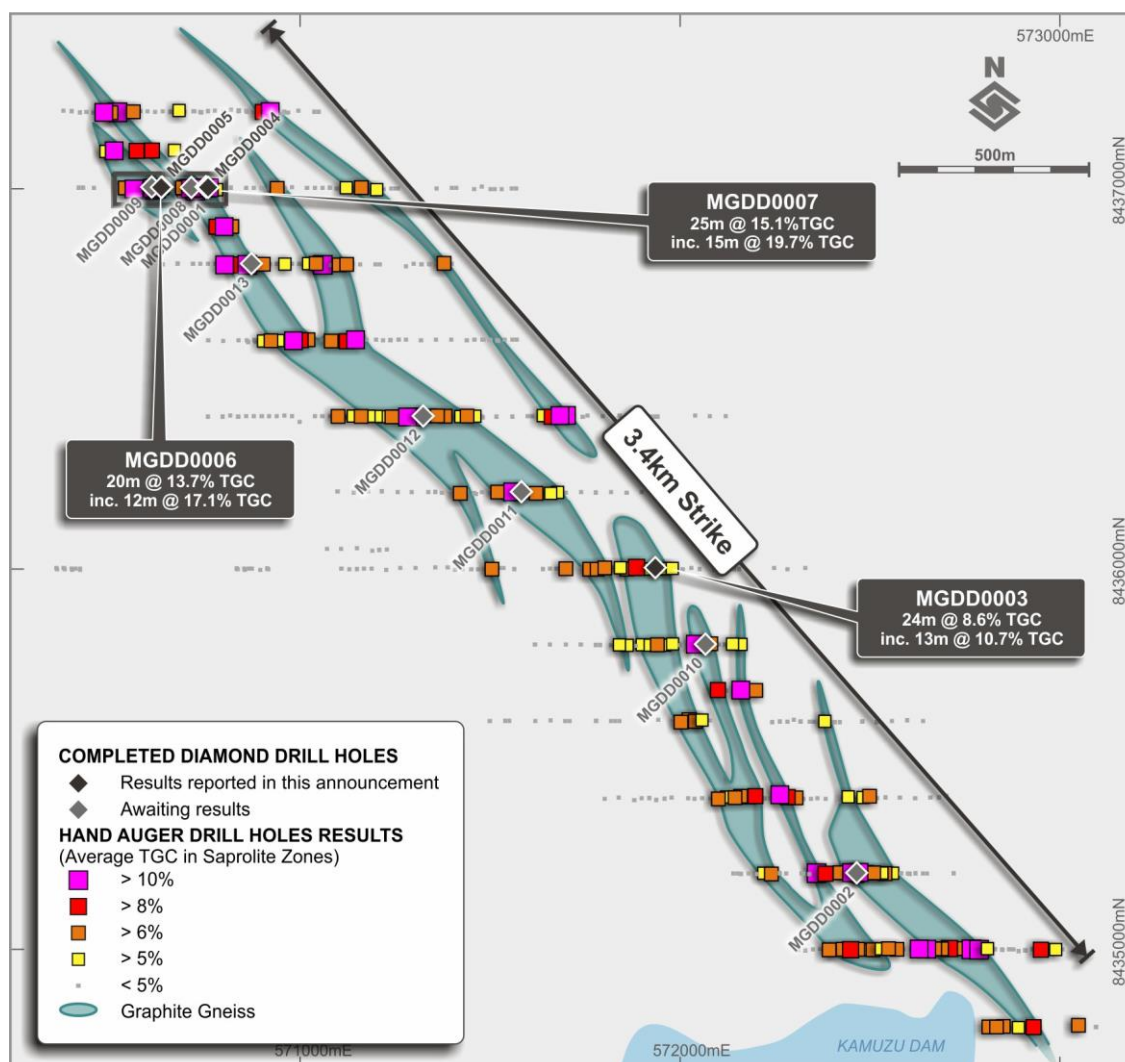 573000mE
N
500m
8437000mN
MGDD0005
MGDD0004
MGDD0009
MGDD0008
MGDD0001
MGDD0007
25m @ 15.1%TGC
inc. 15m @ 19.7% TGC
MGDD0013
MGDD0006
20m @ 13.7% TGC
inc. 12m @ 17.1% TGC
MGDD0012
3.4km Strike
MGDD0011
8436000mN
MGDD0003
24m @ 8.6% TGC
inc. 13m @ 10.7% TGC
MGDD0010
MGDD0002
8435000mN
COMPLETED DIAMOND DRILL HOLES
Results reported in this announcement
Awaiting results
HAND AUGER DRILL HOLES RESULTS
(Average TGC in Saprolite Zones)
> 10%
> 8%
> 6%
> 5%
< 5%
Graphite Gneiss
571000mE
572000mE
KAMUZU DAM